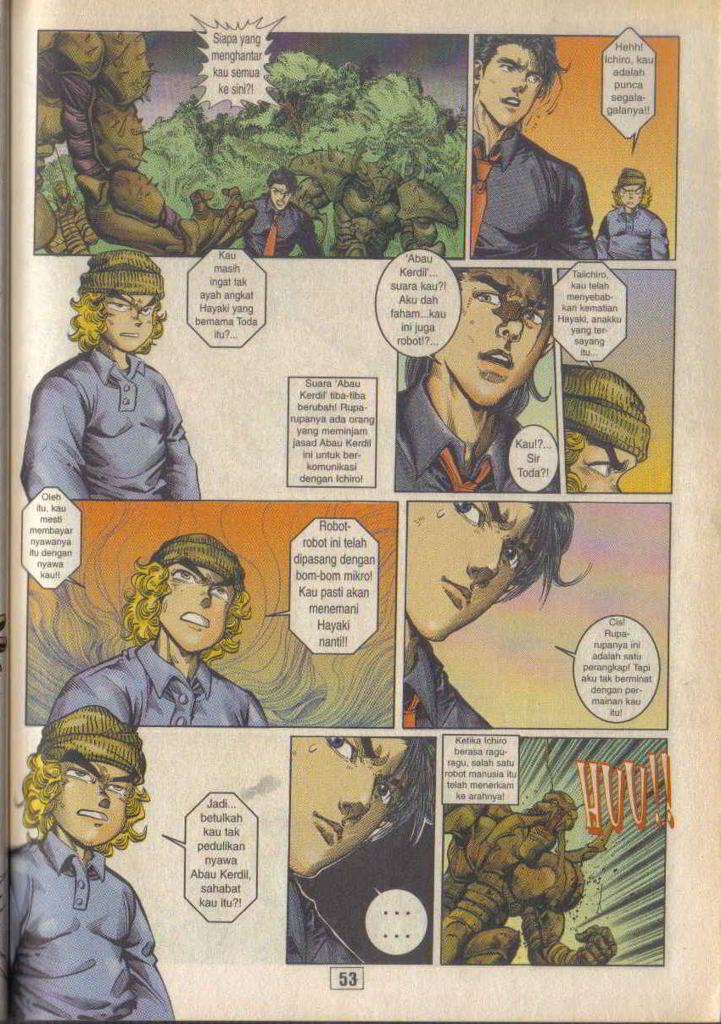 Siapa yang
menghantar
kau semua
ke sini?!
Hehh!
Ichiro, kau
adalah
punca
segala-
galanya!!
Kau
masih
ingat tak
ayah angkat
Hayaki yang
bernama Toda
itu?...
'Abau
Kerdil'...
suara kau?!
Aku dah
faham...kau
ini juga
robot!?...
Taiichiro,
kau telah
menyebab-
kan kematian
Hayaki, anakku
yang ter-
sayang
itu...
Suara 'Abau
Kerdil' tiba-tiba
berubah! Rupa-
rupanya ada orang
yang meminjam
jasad Abau Kerdil
ini untuk ber-
komunikasi
dengan Ichiro!
Kau!?...
Sir
Toda?!
Oleh
itu, kau
mesti
membayar
nyawanya
itu dengan
nyawa
kau!!
Robot-
robot ini telah
dipasang dengan
bom-bom mikro!
Kau pasti akan
menemani
Hayaki
nanti!!
Cis!
Rupa-
rupanya ini
adalah satu
perangkap! Tapi
aku tak berminat
dengan per-
mainan kau
itu!
Jadi...
betulkah
kau tak
pedulikan
nyawa
Abau Kerdil,
sahabat
kau itu?!
... ...
Ketika Ichiro
berasa ragu-
ragu, salah satu
robot manusia itu
telah menerkam
ke arahnya!
HUU!!
53